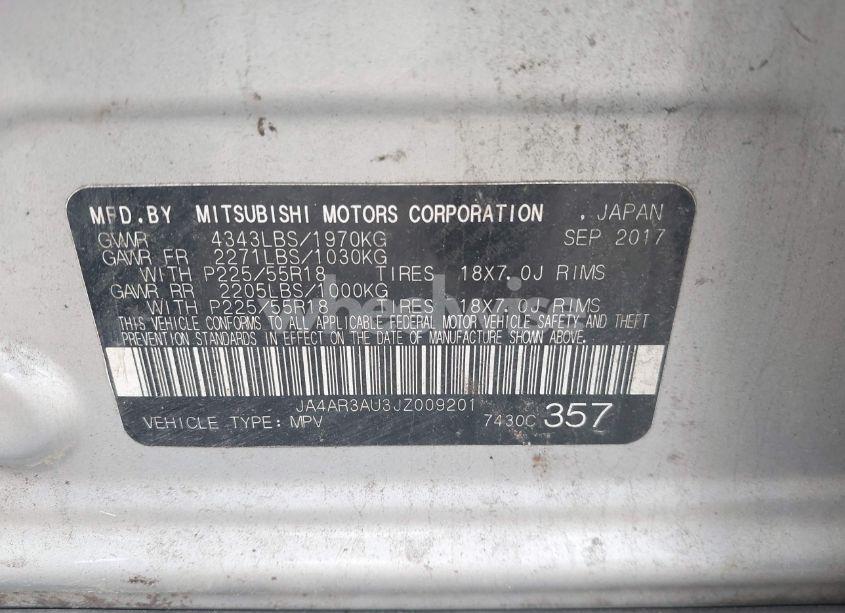 MFD.BY MITSUBISHI MOTORS CORPORATION , JAPAN
GVWR 4343LBS/1970KG SEP 2017
GAWR FR 2271LBS/1030KG
WITH P225/55R18 TIRES 18X7.0J RIMS
GAWR RR 2205LBS/1000KG
WITH P225/55R18 TIRES 18X7.0J RIMS
THIS VEHICLE CONFORMS TO ALL APPLICABLE FEDERAL MOTOR VEHICLE SAFETY AND THEFT
PREVENTION STANDARDS IN EFFECT ON THE DATE OF MANUFACTURE SHOWN ABOVE.
JA4AR3AU3JZ009201
VEHICLE TYPE: MPV 7430C 357